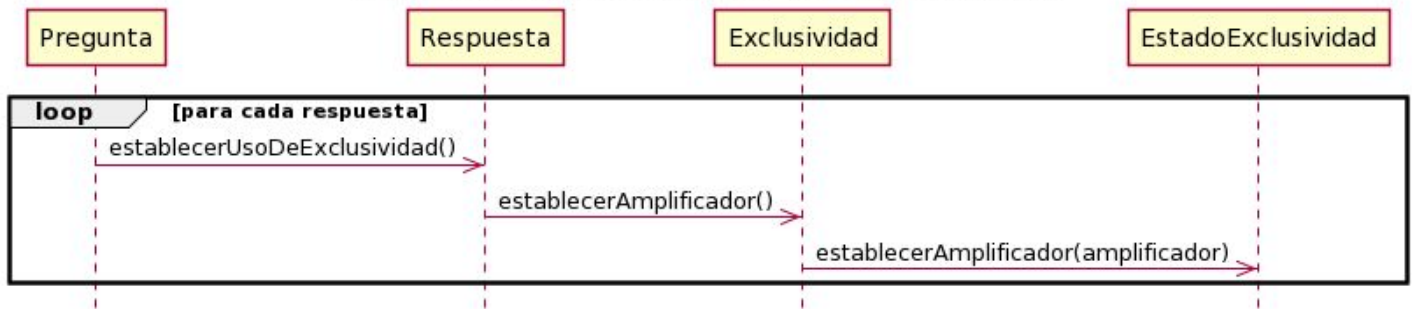 Pregunta
Respuesta
Exclusividad
EstadoExclusividad
loop
[para cada respuesta]
establecerUsoDeExclusividad()
establecerAmplificador()
establecerAmplificador(amplificador)